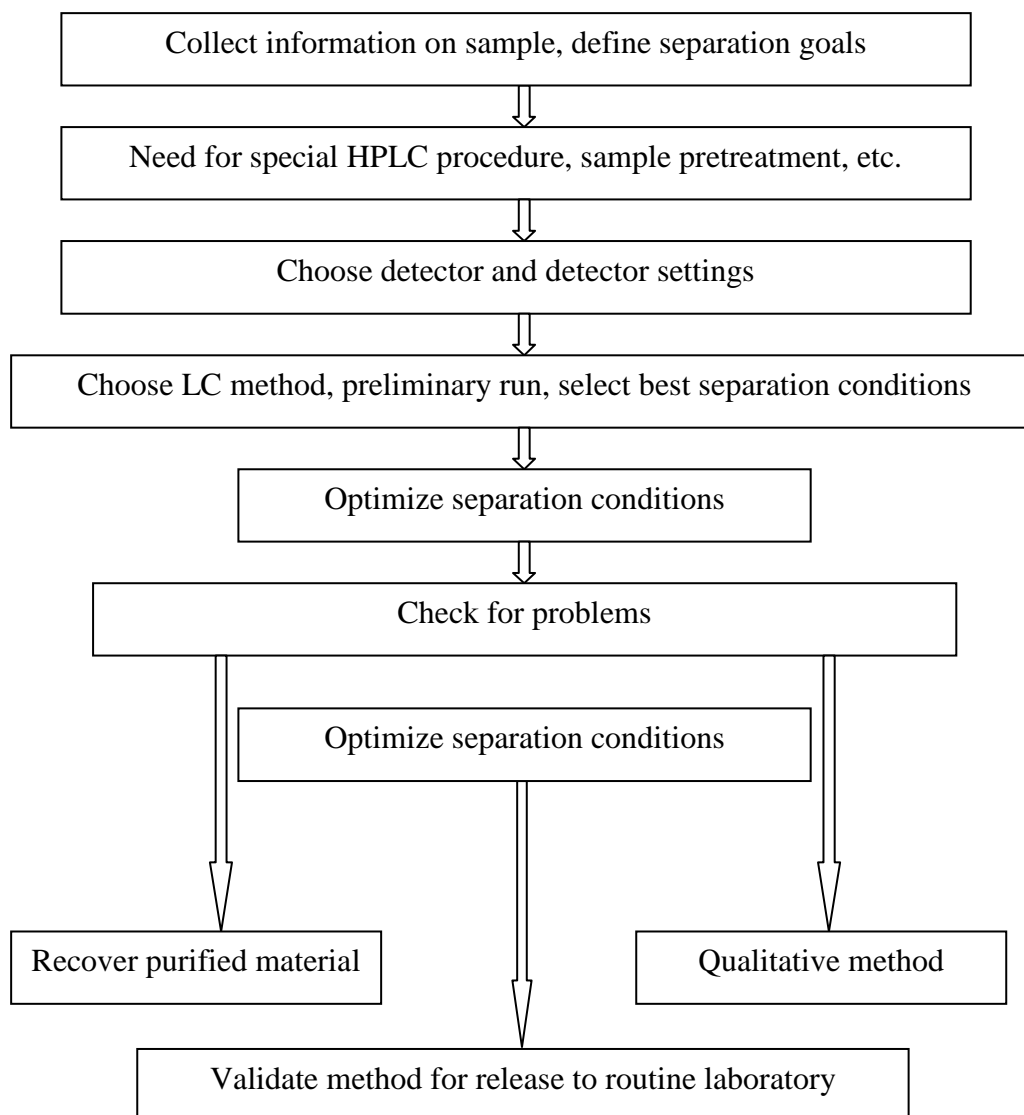 Collect information on sample, define separation goals
Need for special HPLC procedure, sample pretreatment, etc.
Choose detector and detector settings
Choose LC method, preliminary run, select best separation conditions
Optimize separation conditions
Check for problems
Optimize separation conditions
Recover purified material
Qualitative method
Validate method for release to routine laboratory